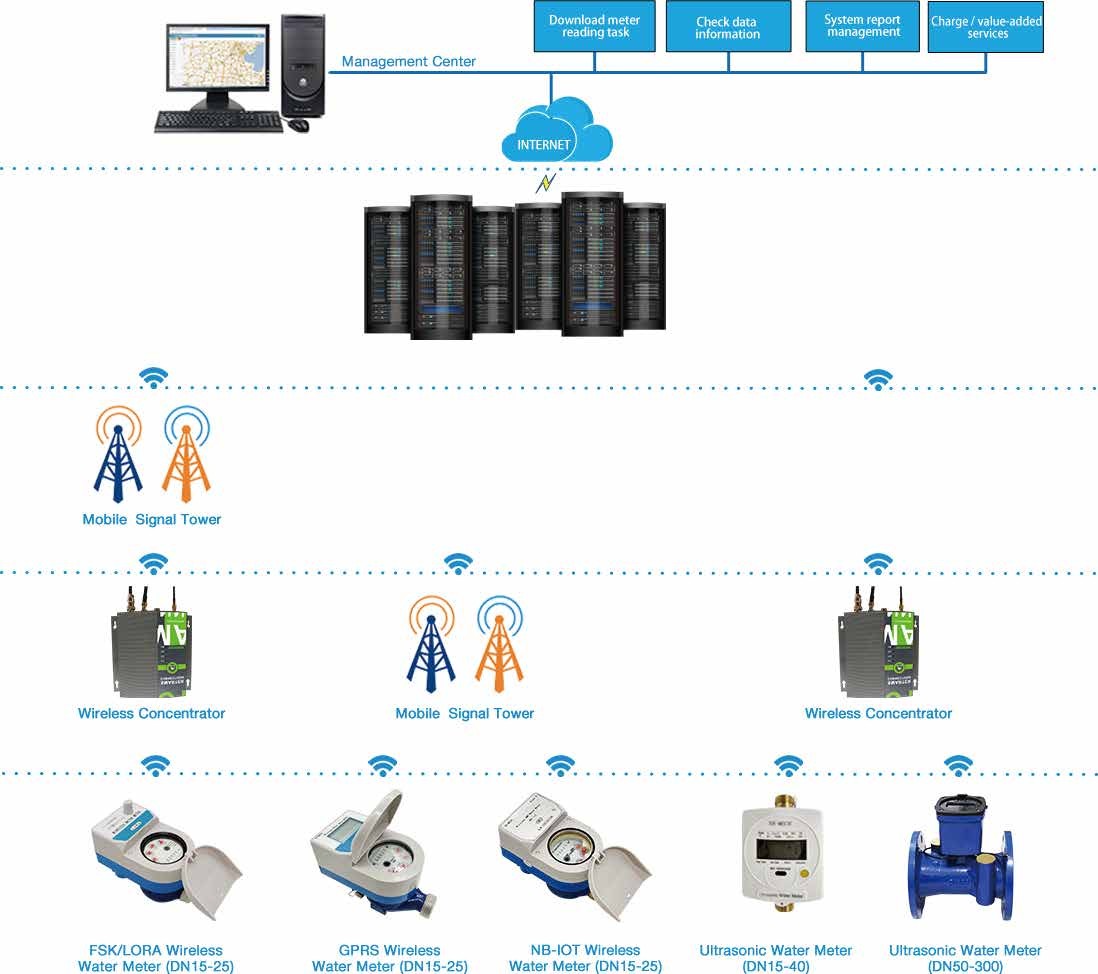 Download meter
reading task
Check data
information
System report
management
Charge / value-added
services
Management Center
INTERNET
Mobile Signal Tower
Wireless Concentrator
Mobile Signal Tower
Wireless Concentrator
FSK/LORA Wireless
Water Meter (DN15-25)
GPRS Wireless
Water Meter (DN15-25)
NB-IOT Wireless
Water Meter (DN15-25)
Ultrasonic Water Meter
Ultrasonic Water Meter
(DN15-40)
Ultrasonic Water Meter
(DN50-300)